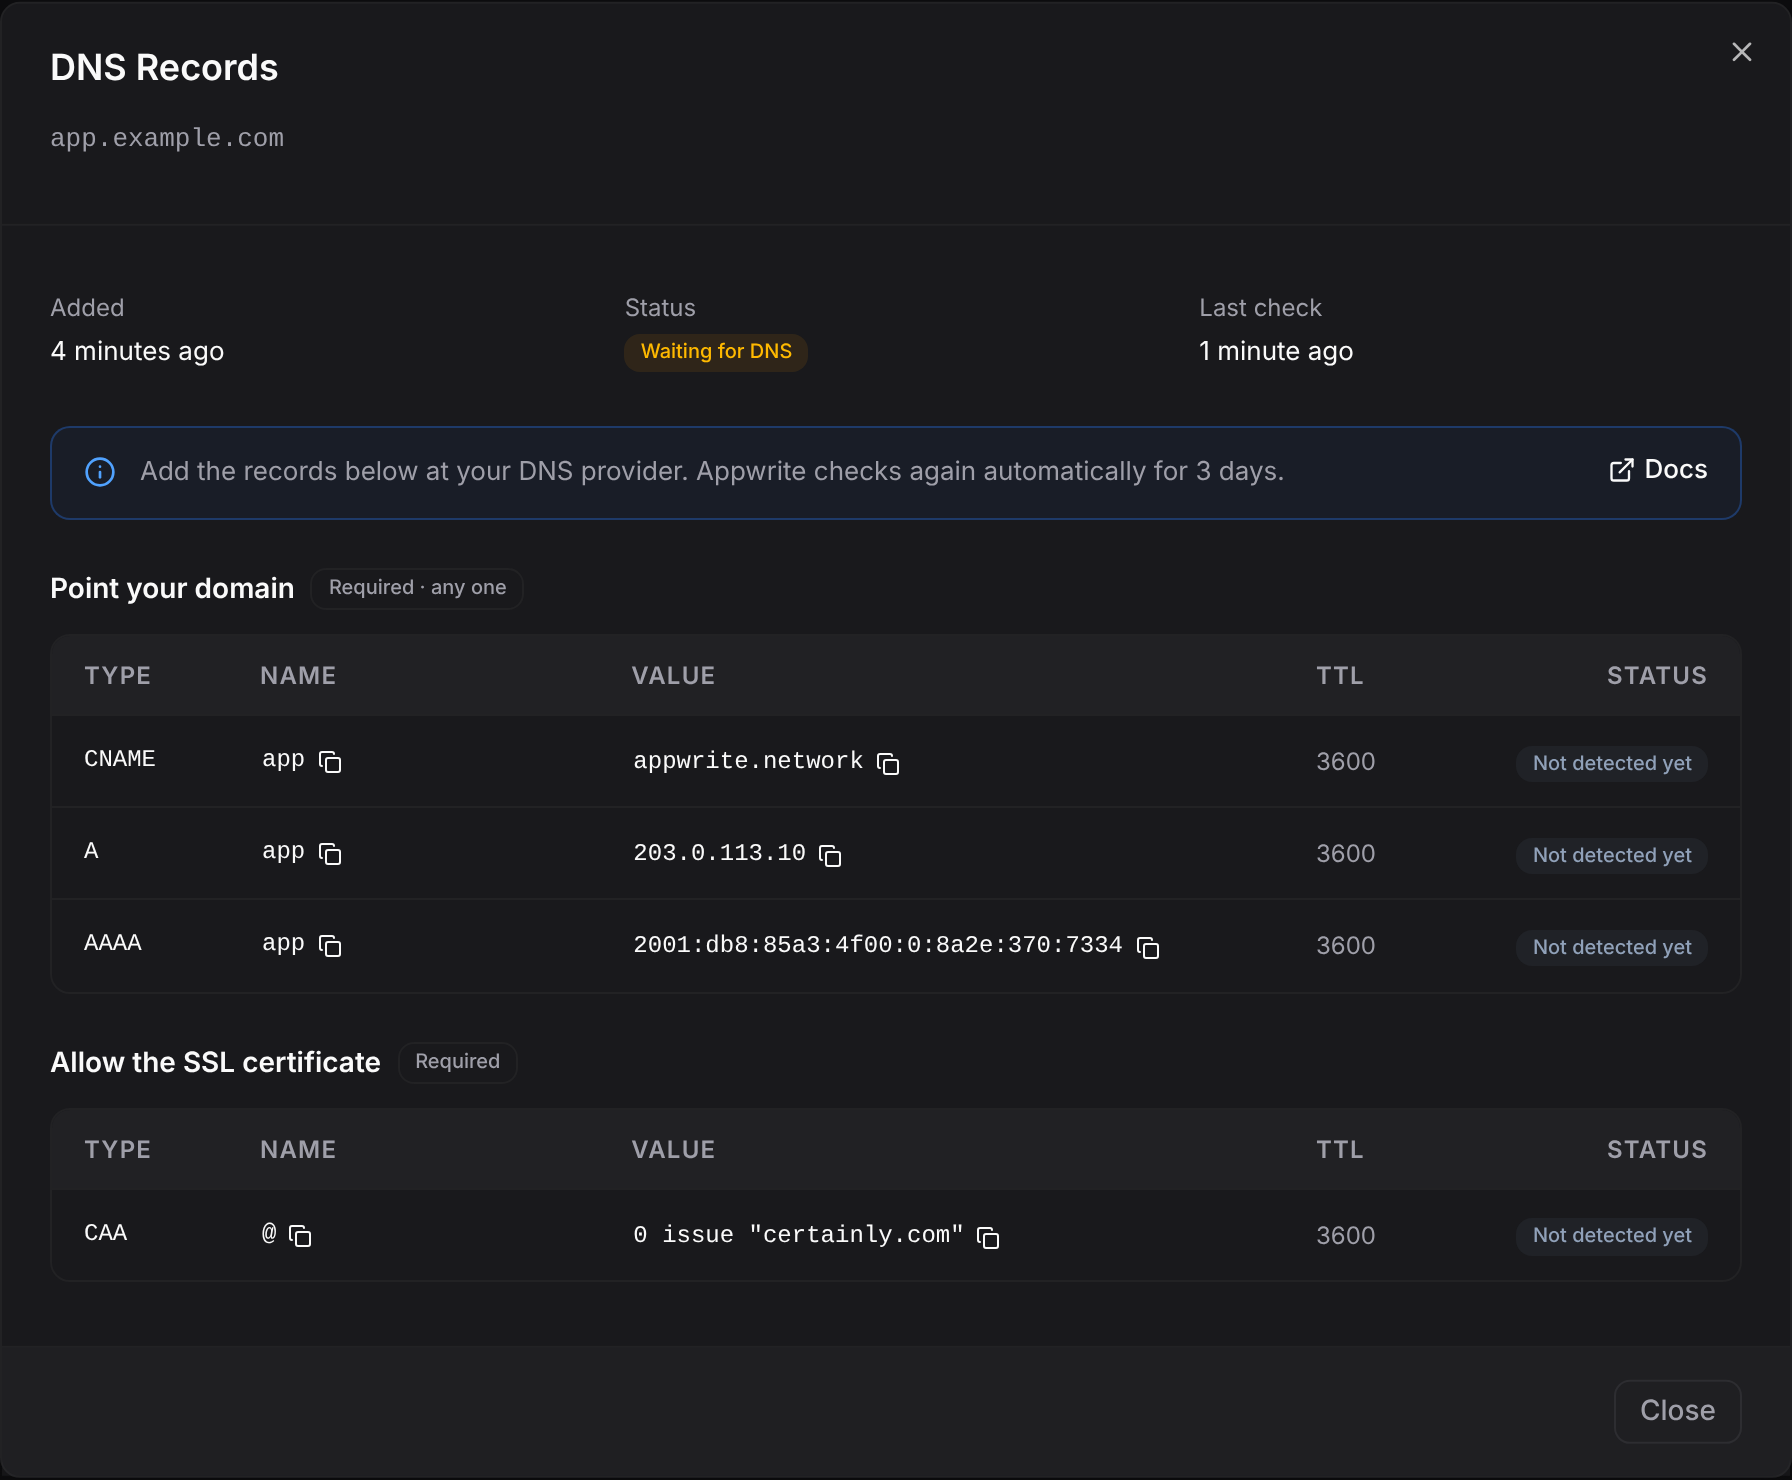 DNS Records
app.example.com
Added Status Last check
4 minutes ago Waiting for DNS 1 minute ago
Add the records below at your DNS provider. Appwrite checks again automatically for 3 days. Docs
Point your domain Required · any one
TYPE NAME VALUE TTL STATUS
CNAME app appwrite.network 3600 Not detected yet
A app 203.0.113.10 3600 Not detected yet
AAAA app 2001:db8:85a3:4f00:0:8a2e:370:7334 3600 Not detected yet
Allow the SSL certificate Required
TYPE NAME VALUE TTL STATUS
CAA @ 0 issue "certainly.com" 3600 Not detected yet
Close